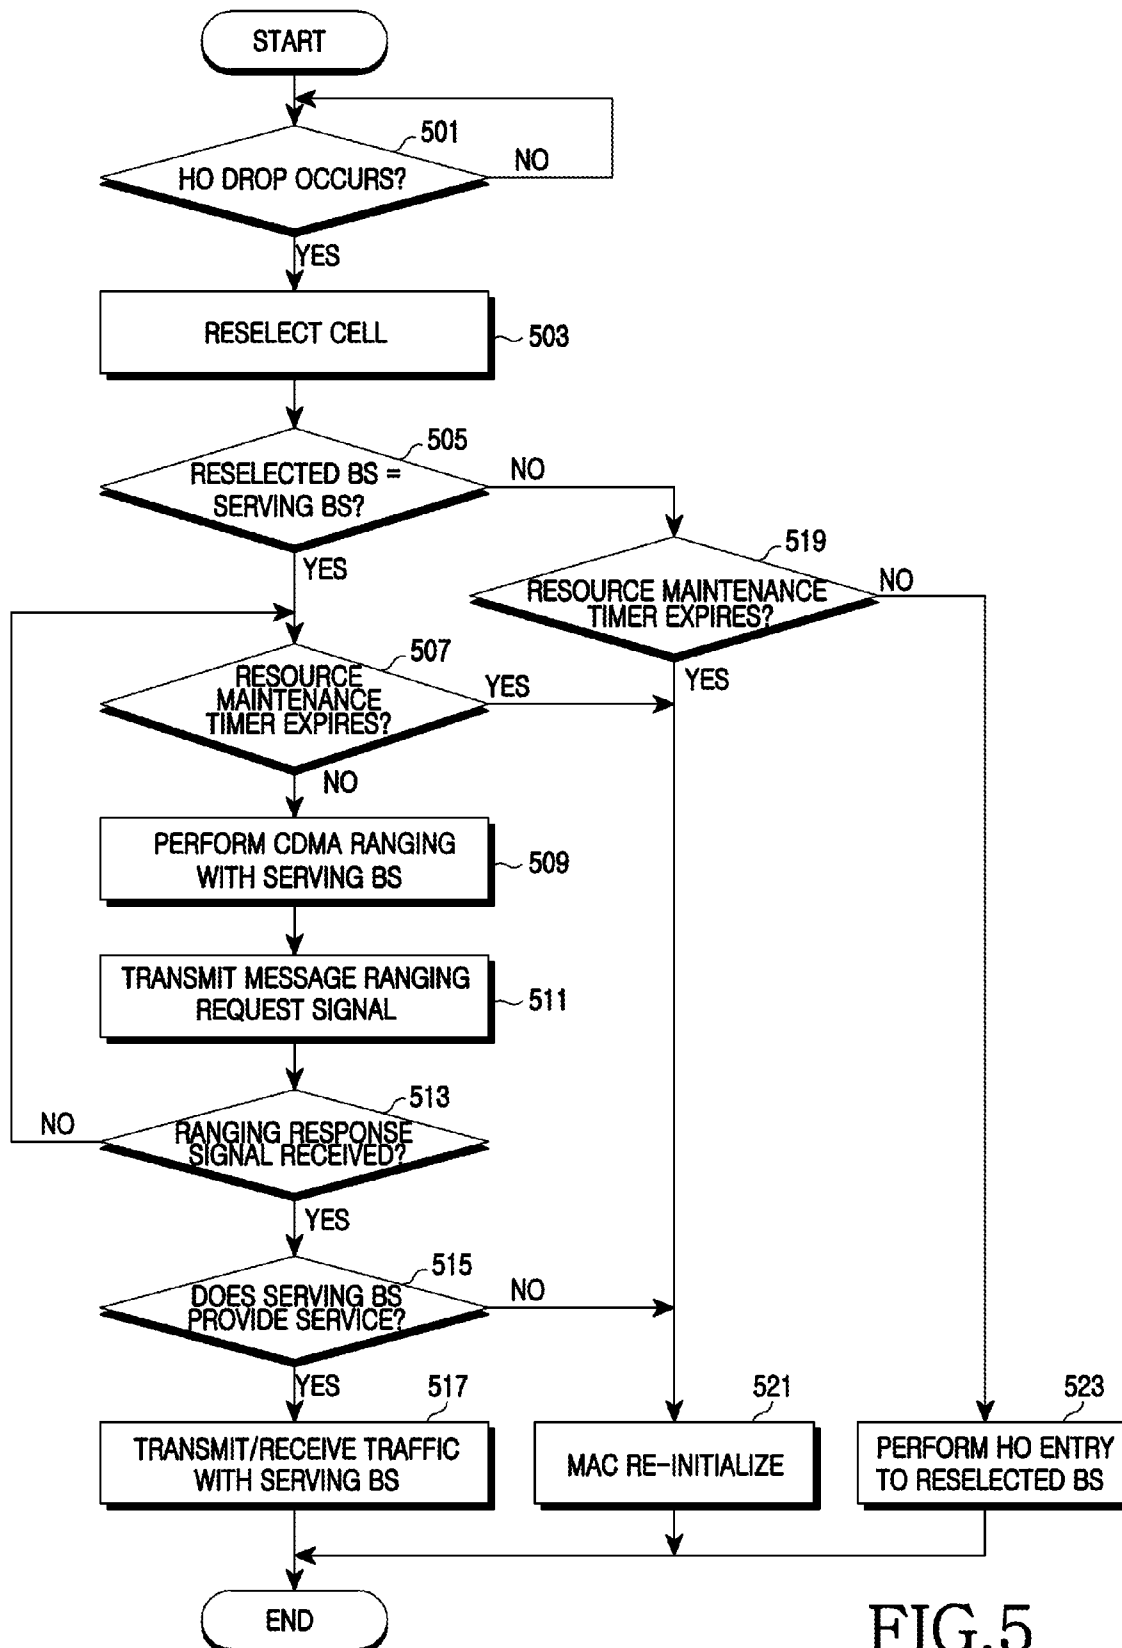 START
501
HO DROP OCCURS?
NO
YES
RESELECT CELL
503
505
RESELECTED BS =
SERVING BS?
NO
YES
519
RESOURCE MAINTENANCE
TIMER EXPIRES?
NO
YES
507
RESOURCE
MAINTENANCE
TIMER EXPIRES?
YES
NO
PERFORM CDMA RANGING
WITH SERVING BS
509
TRANSMIT MESSAGE RANGING
REQUEST SIGNAL
511
513
RANGING RESPONSE
SIGNAL RECEIVED?
NO
YES
515
DOES SERVING BS
PROVIDE SERVICE?
NO
YES
517
TRANSMIT/RECEIVE TRAFFIC
WITH SERVING BS
521
MAC RE-INITIALIZE
523
PERFORM HO ENTRY
TO RESELECTED BS
END
FIG.5